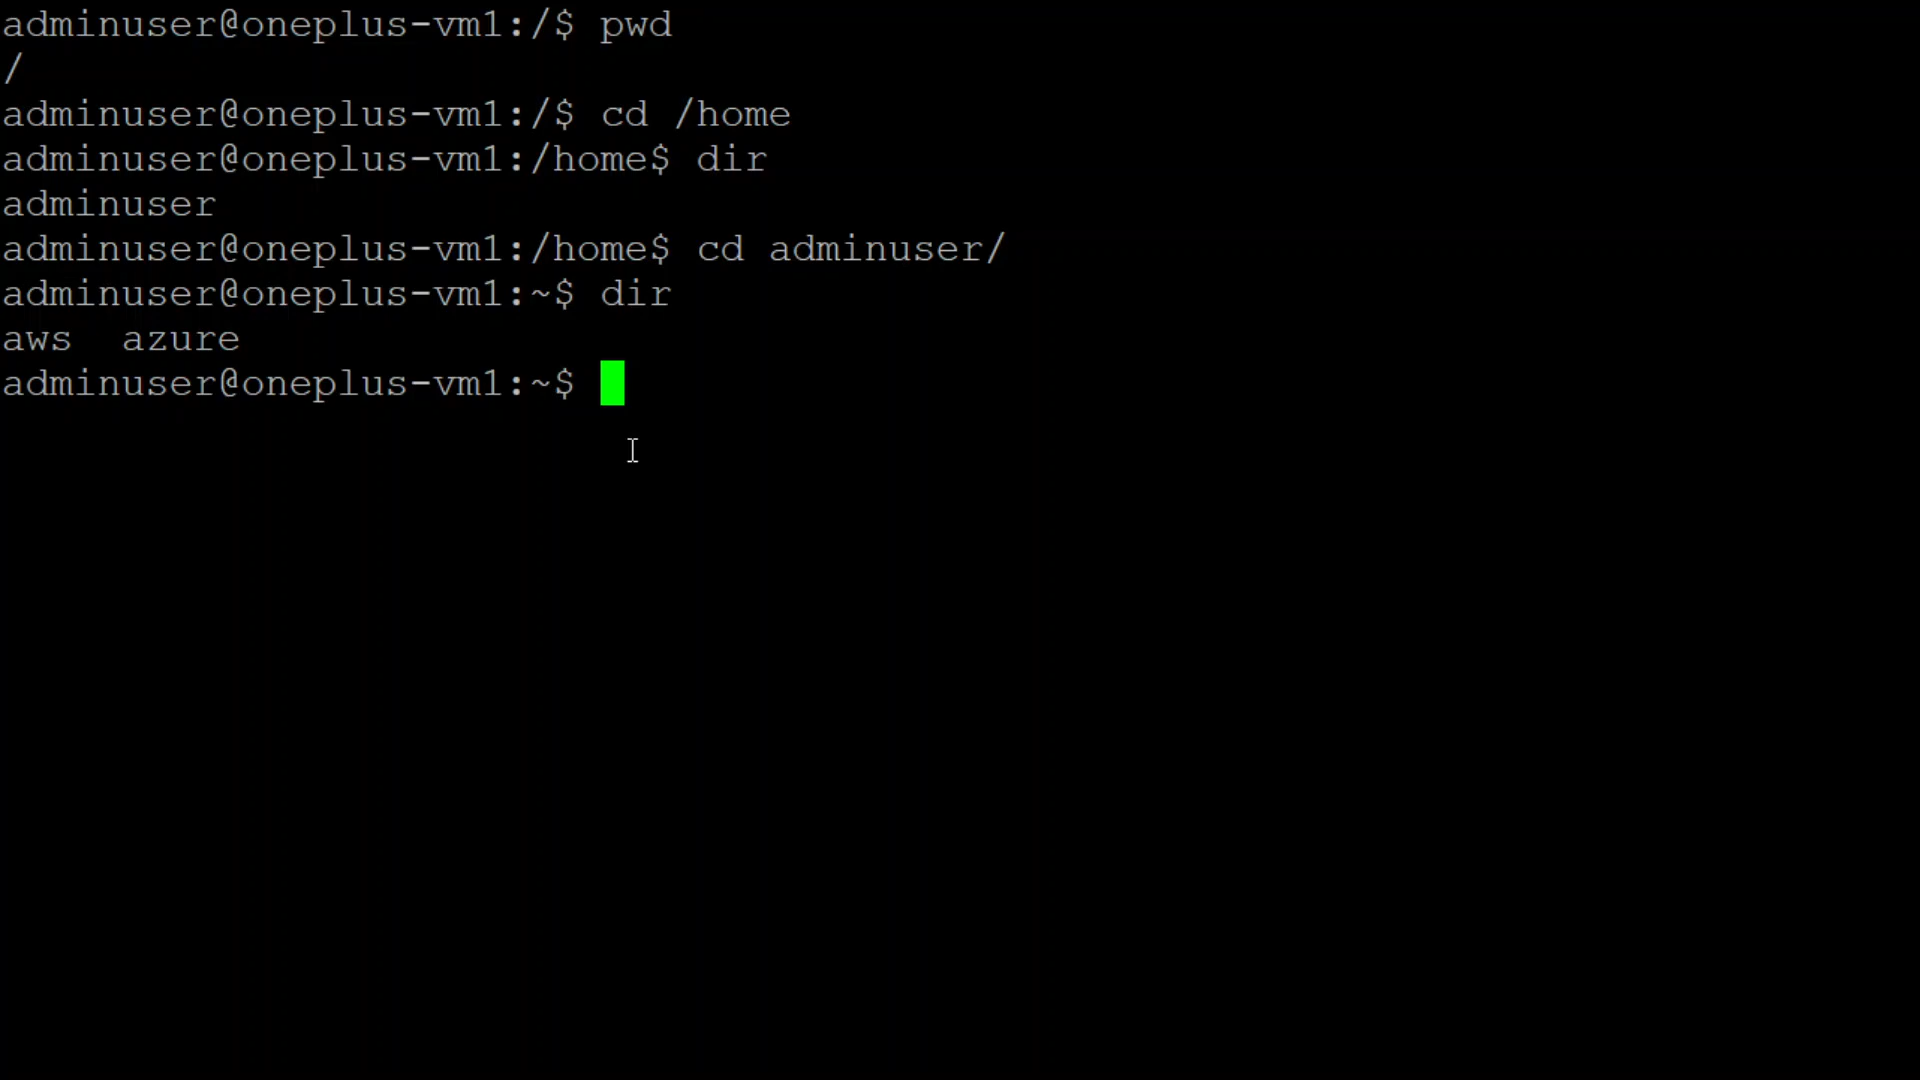 adminuser@oneplus-vm1:/$ pwd
/
adminuser@oneplus-vm1:/$ cd /home
adminuser@oneplus-vm1:/home$ dir
adminuser
adminuser@oneplus-vm1:/home$ cd adminuser/
adminuser@oneplus-vm1:~$ dir
aws  azure
adminuser@oneplus-vm1:~$